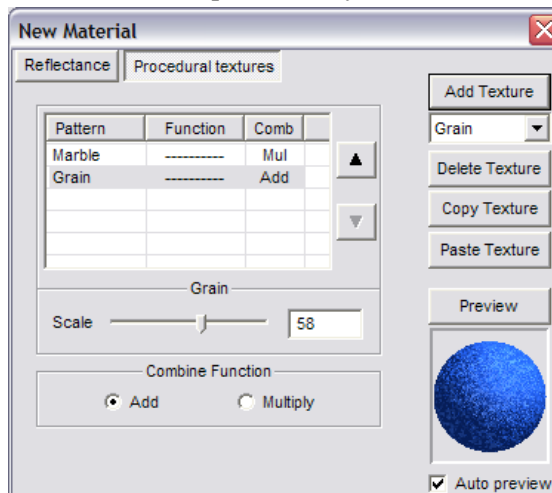 New Material
Reflectance
Procedural textures
Add Texture
Grain
Delete Texture
Copy Texture
Paste Texture
Preview
Auto preview
Pattern Function Comb
Marble ---------- Mul
Grain ---------- Add
Grain
Scale 58
Combine Function
Add Multiply